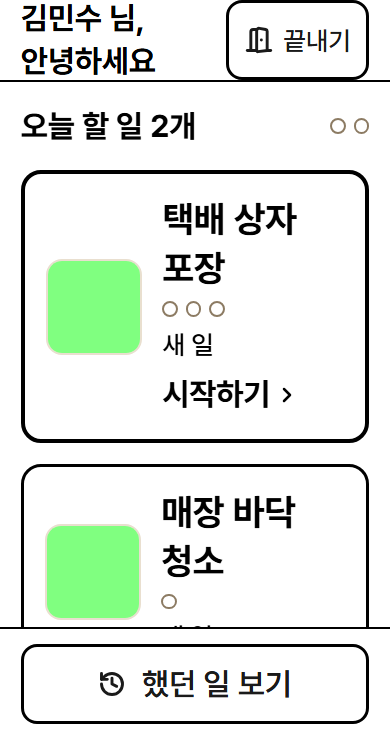 김민수 님,
안녕하세요
끝내기
오늘 할 일 2개
택배 상자
포장
새 일
시작하기
매장 바닥
청소
했던 일 보기